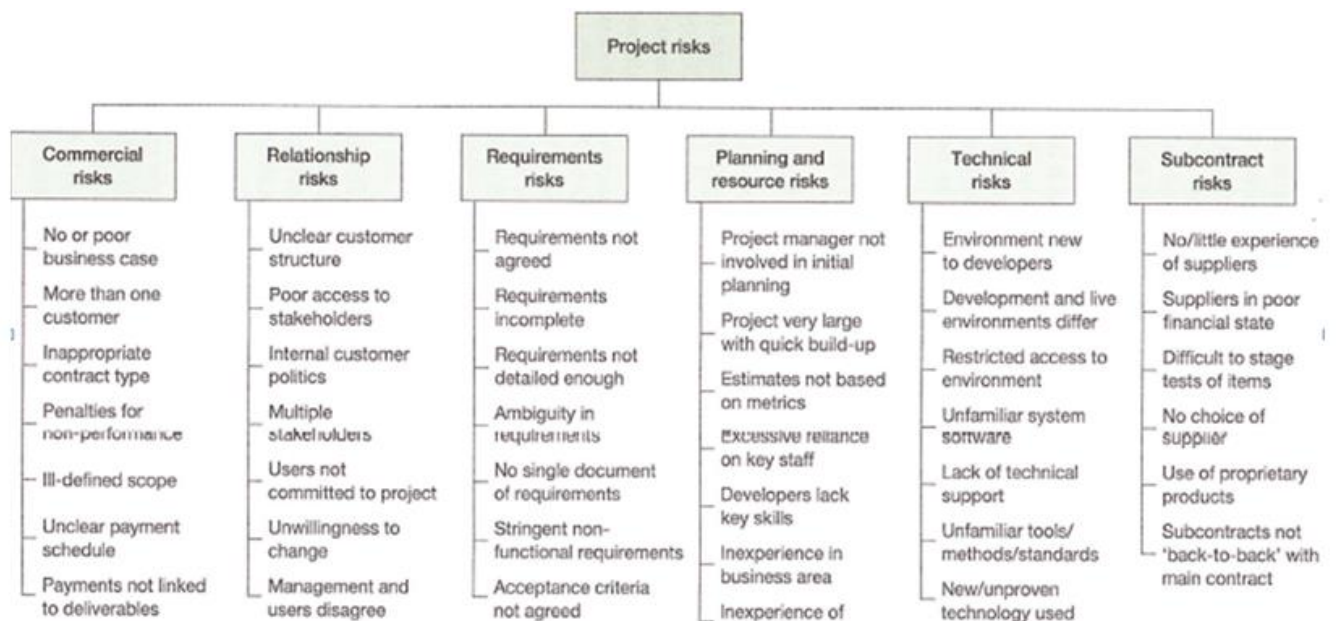 Project risks
Commercial
risks
No or poor
business case
More than one
customer
Inappropriate
contract type
Penalties for
non-performance
Ill-defined scope
Unclear payment
schedule
Payments not linked
to deliverables
Relationship
risks
Unclear customer
structure
Poor access to
stakeholders
Internal customer
politics
Multiple
stakeholders
Users not
committed to project
Unwillingness to
change
Management and
users disagree
Requirements
risks
Requirements not
agreed
Requirements
incomplete
Requirements not
detailed enough
Ambiguity in
requirements
No single document
of requirements
Stringent non-
functional requirements
Acceptance criteria
not agreed
Planning and
resource risks
Project manager not
involved in initial
planning
Project very large
with quick build-up
Estimates not based
on metrics
Excessive reliance
on key staff
Developers lack
key skills
Inexperience in
business area
Inexperience of
Technical
risks
Environment new
to developers
Development and live
environments differ
Restricted access to
environment
Unfamiliar system
software
Lack of technical
support
Unfamiliar tools/
methods/standards
New/unproven
technology used
Subcontract
risks
No/little experience
of suppliers
Suppliers in poor
financial state
Difficult to stage
tests of items
No choice of
supplier
Use of proprietary
products
Subcontracts not
'back-to-back' with
main contract